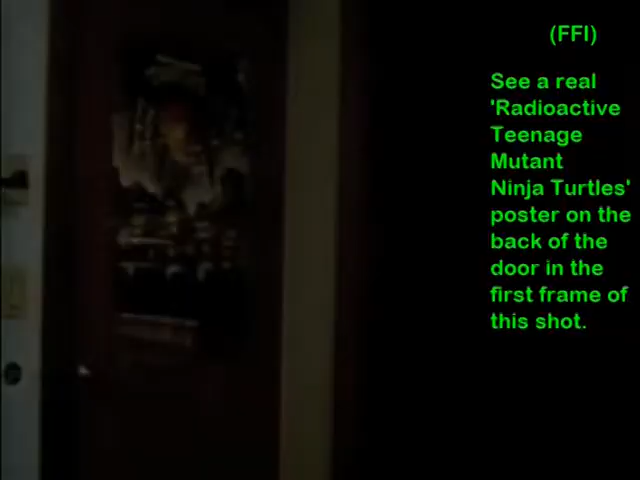 (FFI)
See a real
'Radioactive
Teenage
Mutant
Ninja Turtles'
poster on the
back of the
door in the
first frame of
this shot.